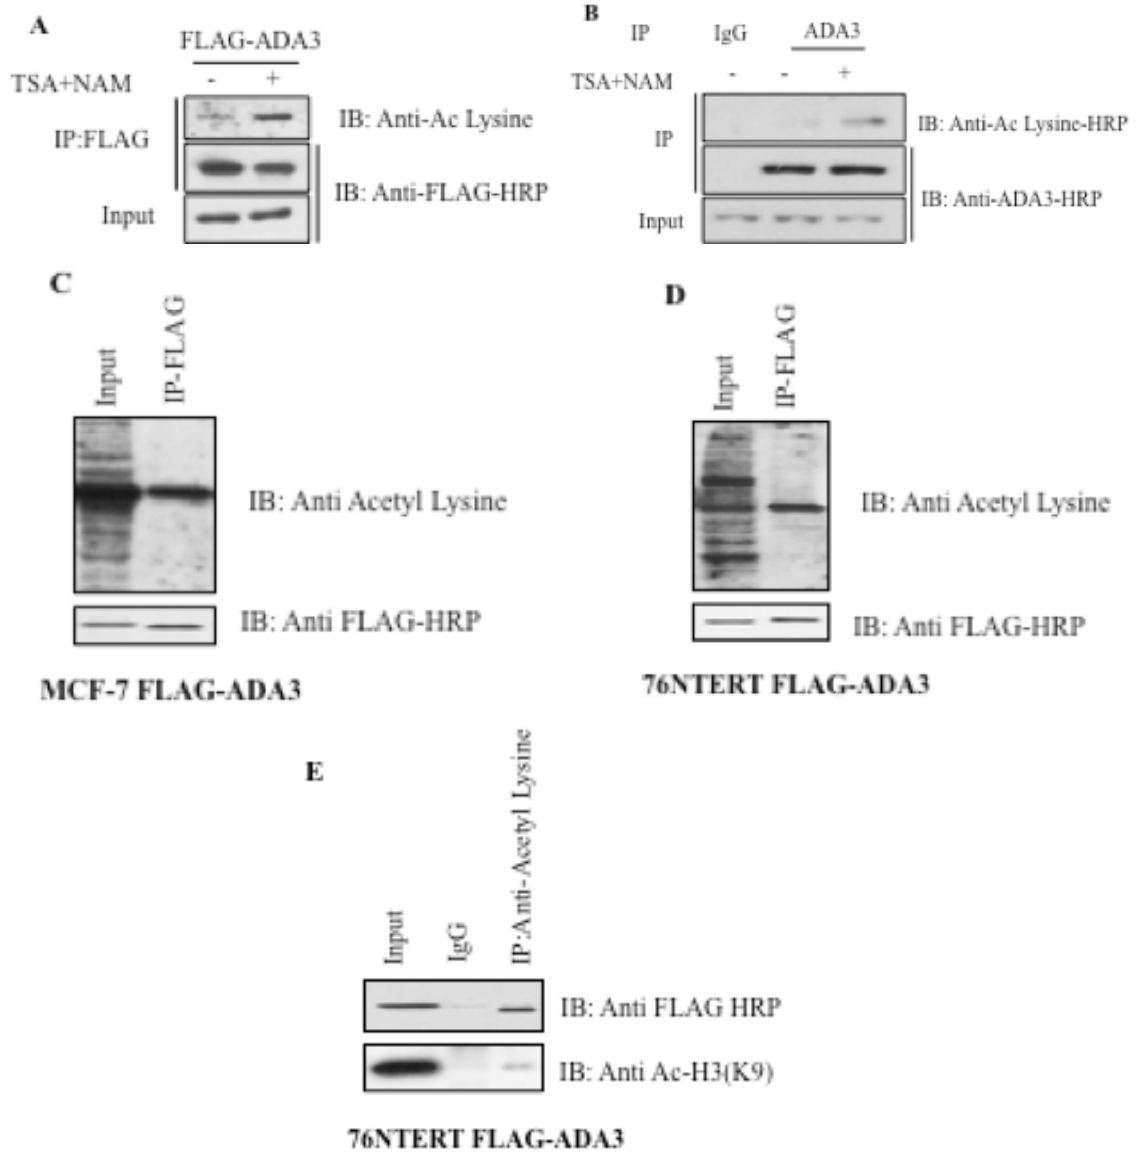 A
FLAG-ADA3
TSA+NAM - +
IP:FLAG
IB: Anti-Ac Lysine
IB: Anti-FLAG-HRP
Input
B
IP IgG ADA3
TSA+NAM - - +
IP
IB: Anti-Ac Lysine-HRP
IB: Anti-ADA3-HRP
Input
C
Input
IP-FLAG
IB: Anti Acetyl Lysine
IB: Anti FLAG-HRP
MCF-7 FLAG-ADA3
D
Input
IP-FLAG
IB: Anti Acetyl Lysine
IB: Anti FLAG-HRP
76NTERT FLAG-ADA3
E
Input
IgG
IP:Anti-Acetyl Lysine
IB: Anti FLAG HRP
IB: Anti Ac-H3(K9)
76NTERT FLAG-ADA3